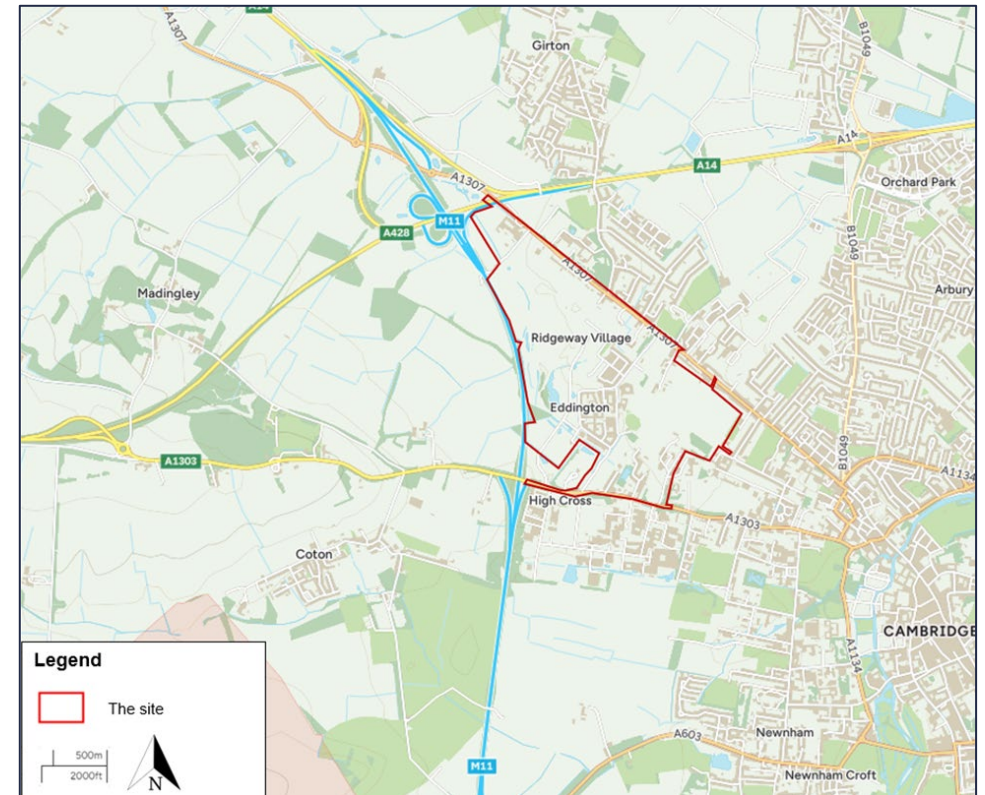 A14
A1307
Girton
B1049
A14
A14
A1307
Orchard Park
M11
A428
B1049
A1307
Madingley
Arbury
A1307
Ridgeway Village
Eddington
B1049
A1303
A1134
High Cross
A1303
Coton
CAMBRIDGE
A1134
Legend
The site
500m
2000ft
N
A603
Newnham
M11
Newnham Croft